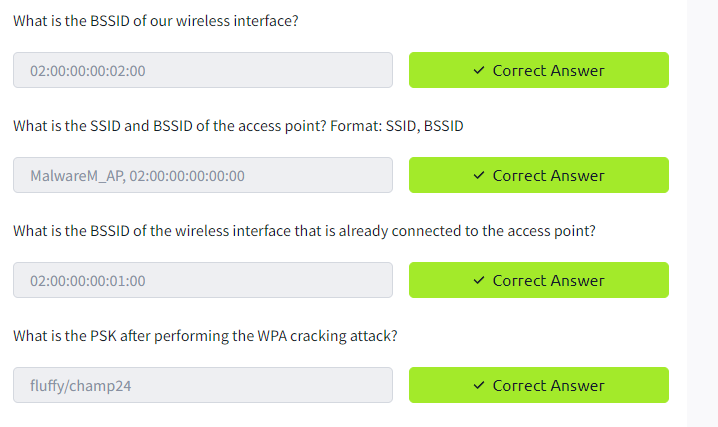 What is the BSSID of our wireless interface?
02:00:00:00:02:00
✓ Correct Answer
What is the SSID and BSSID of the access point? Format: SSID, BSSID
MalwareM_AP, 02:00:00:00:00:00
✓ Correct Answer
What is the BSSID of the wireless interface that is already connected to the access point?
02:00:00:00:01:00
✓ Correct Answer
What is the PSK after performing the WPA cracking attack?
fluffy/champ24
✓ Correct Answer